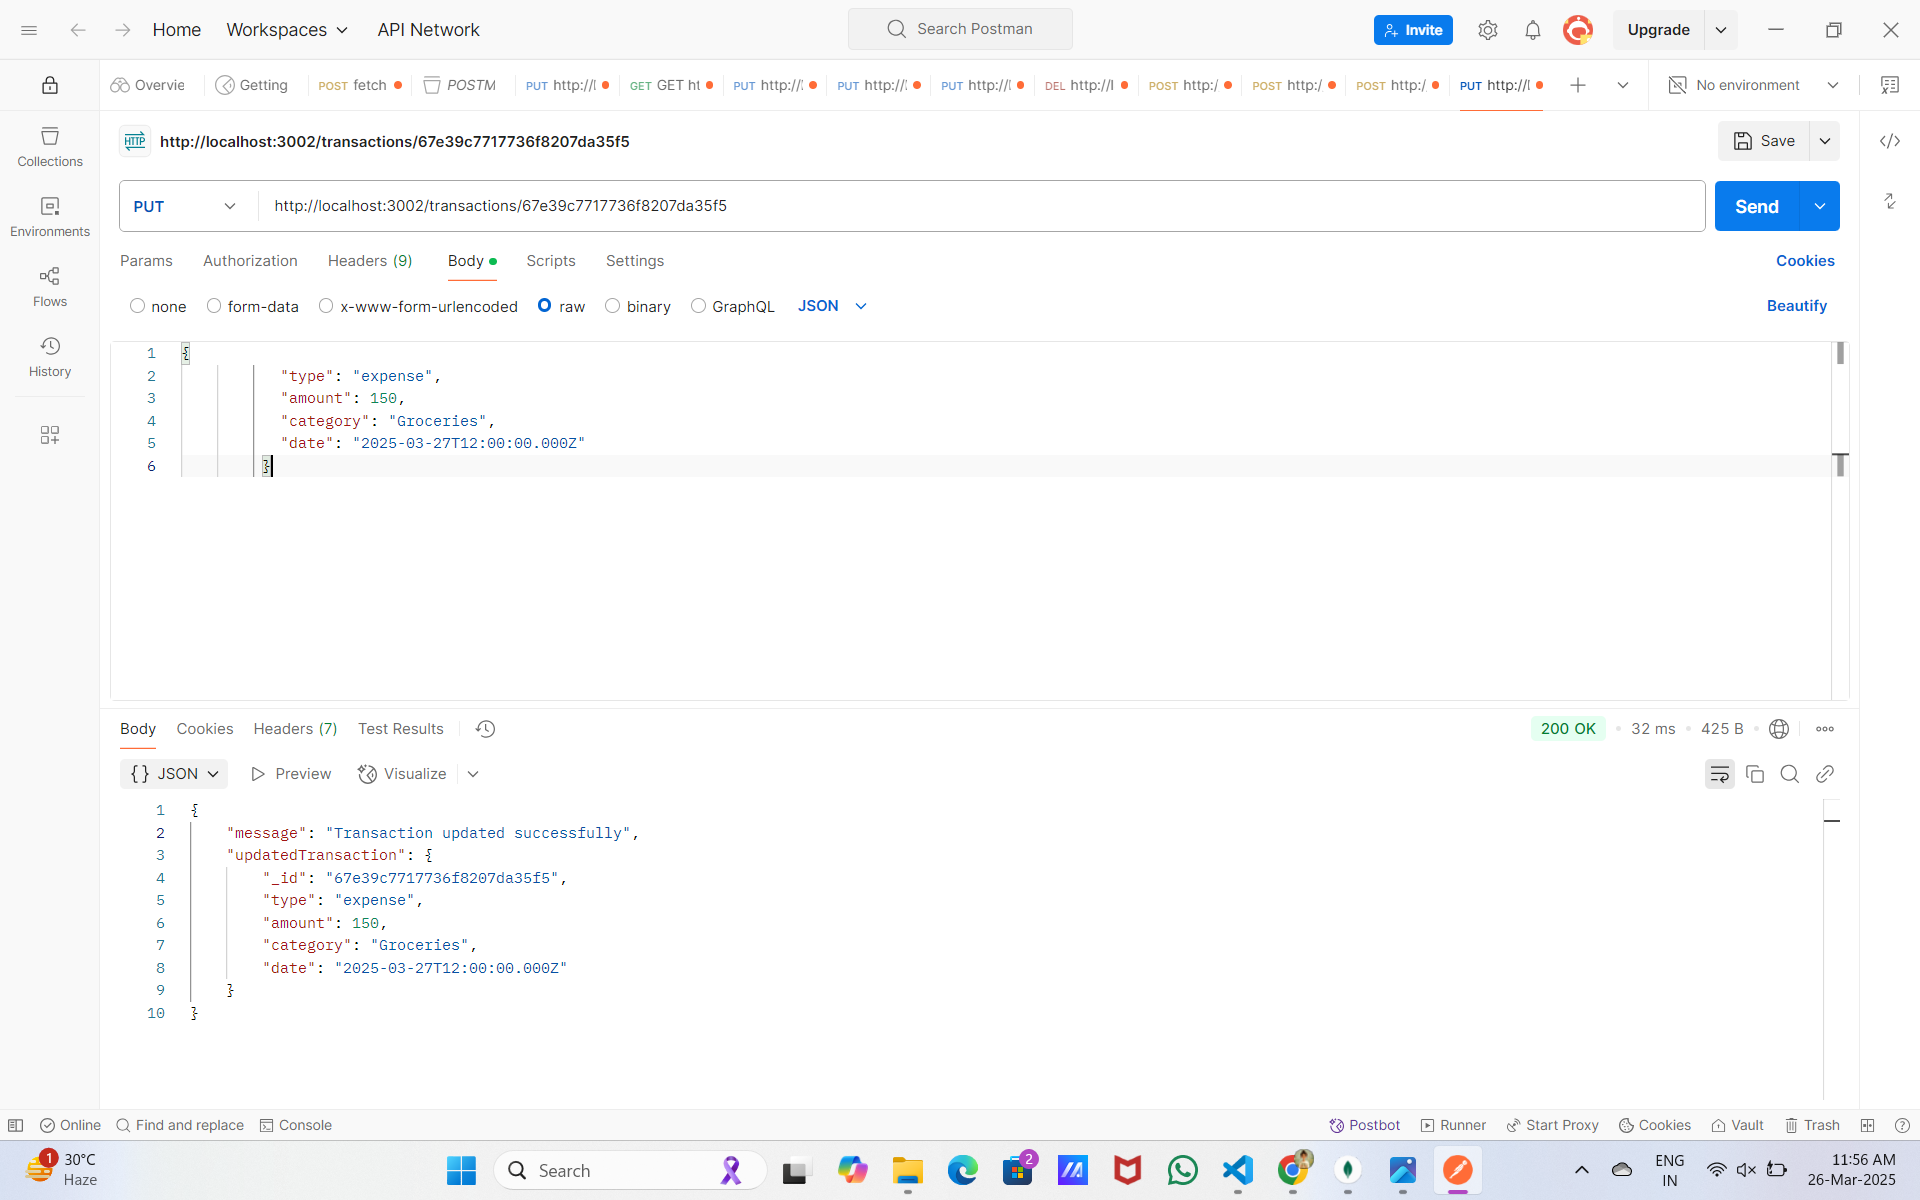 Home Workspaces API Network Search Postman Invite Upgrade
Overvie Getting POST fetch POSTM PUT http://l GET GET ht PUT http:// PUT http:// PUT http:// DEL http://l POST http:/ POST http:/ POST http:/ PUT http://l No environment
HTTP http://localhost:3002/transactions/67e39c7717736f8207da35f5 Save
PUT http://localhost:3002/transactions/67e39c7717736f8207da35f5 Send
Params Authorization Headers (9) Body Scripts Settings Cookies
none form-data x-www-form-urlencoded raw binary GraphQL JSON Beautify
Collections
Environments
Flows
History
1 {
2 "type": "expense",
3 "amount": 150,
4 "category": "Groceries",
5 "date": "2025-03-27T12:00:00.000Z"
6 }
Body Cookies Headers (7) Test Results 200 OK 32 ms 425 B
{} JSON Preview Visualize
1 {
2 "message": "Transaction updated successfully",
3 "updatedTransaction": {
4 "_id": "67e39c7717736f8207da35f5",
5 "type": "expense",
6 "amount": 150,
7 "category": "Groceries",
8 "date": "2025-03-27T12:00:00.000Z"
9 }
10 }
Online Find and replace Console Postbot Runner Start Proxy Cookies Vault Trash
1 30°C
Haze
Search
2
ENG
IN
11:56 AM
26-Mar-2025